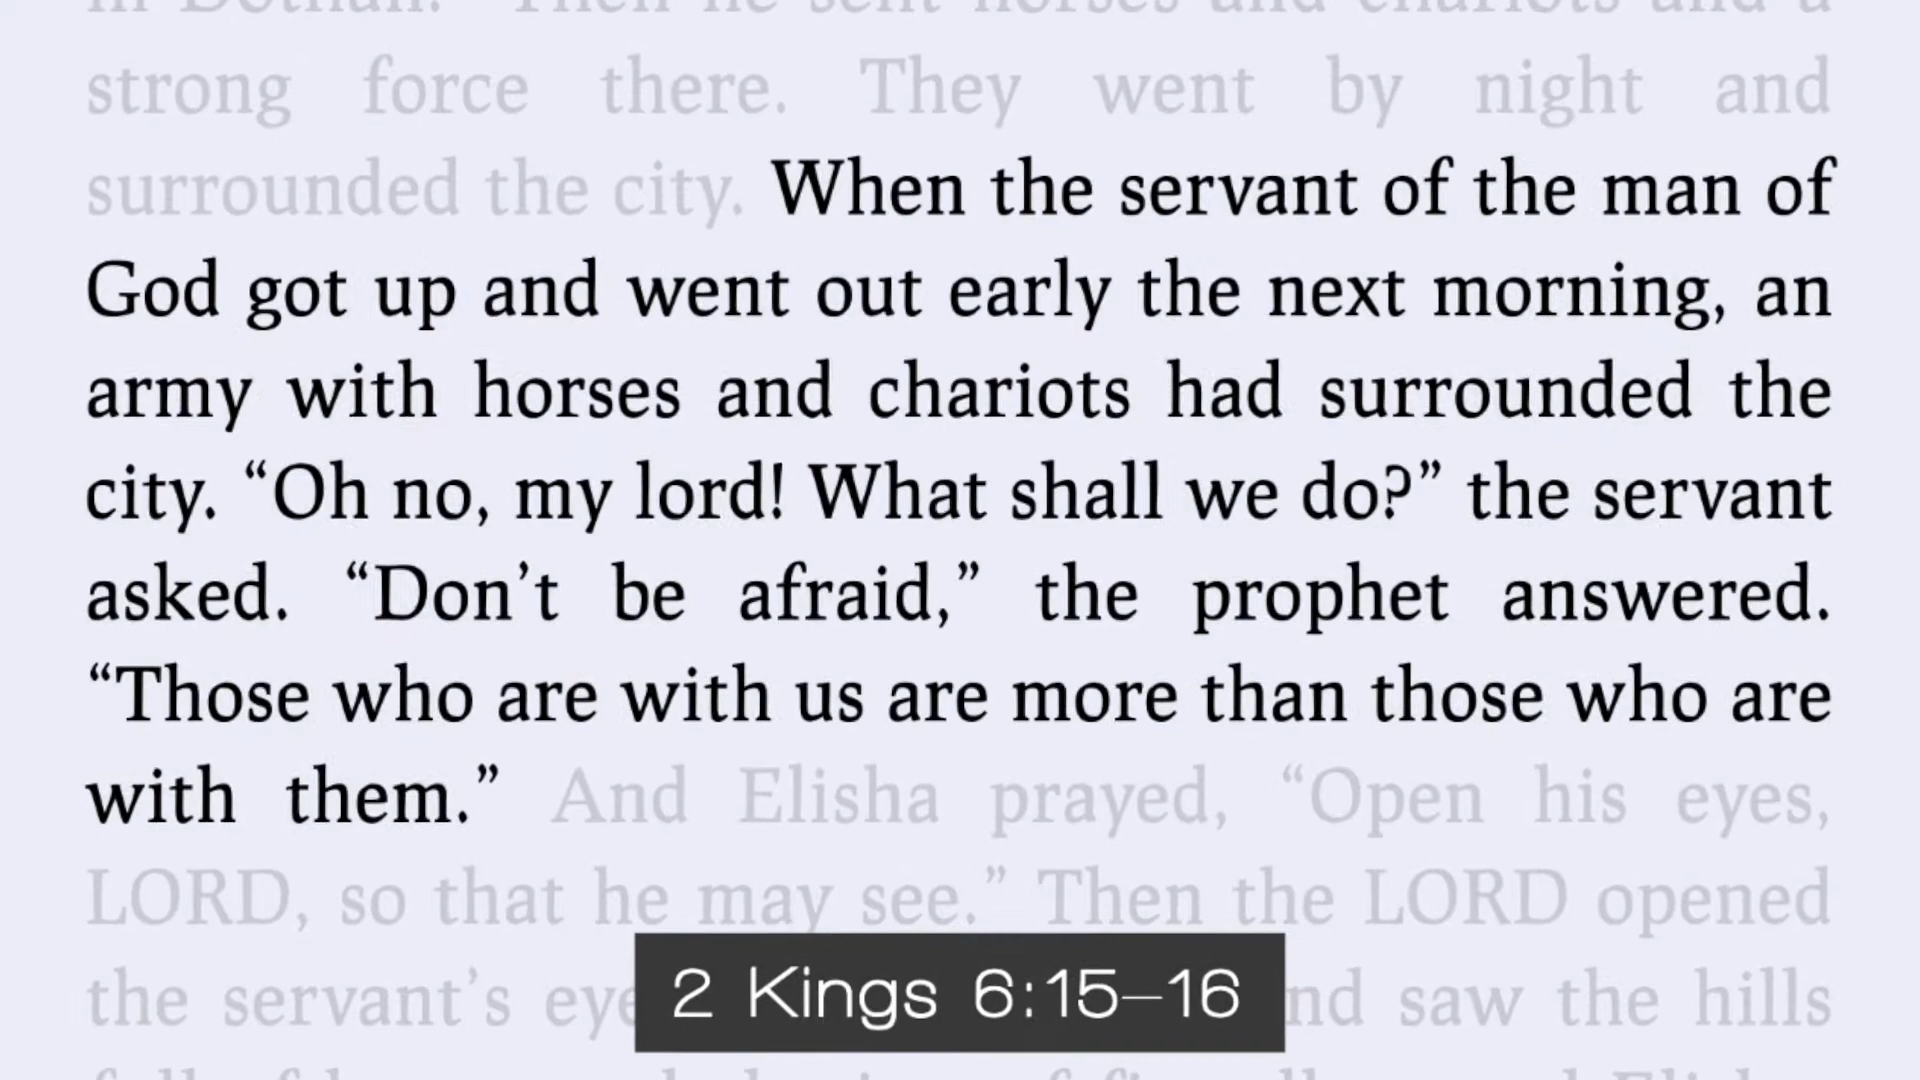 strong force there. They went by night and
surrounded the city. When the servant of the man of
God got up and went out early the next morning, an
army with horses and chariots had surrounded the
city. “Oh no, my lord! What shall we do?” the servant
asked. “Don’t be afraid,” the prophet answered.
“Those who are with us are more than those who are
with them.” And Elisha prayed, “Open his eyes,
LORD, so that he may see.” Then the LORD opened
the servant’s saw the hills
2 Kings 6:15–16